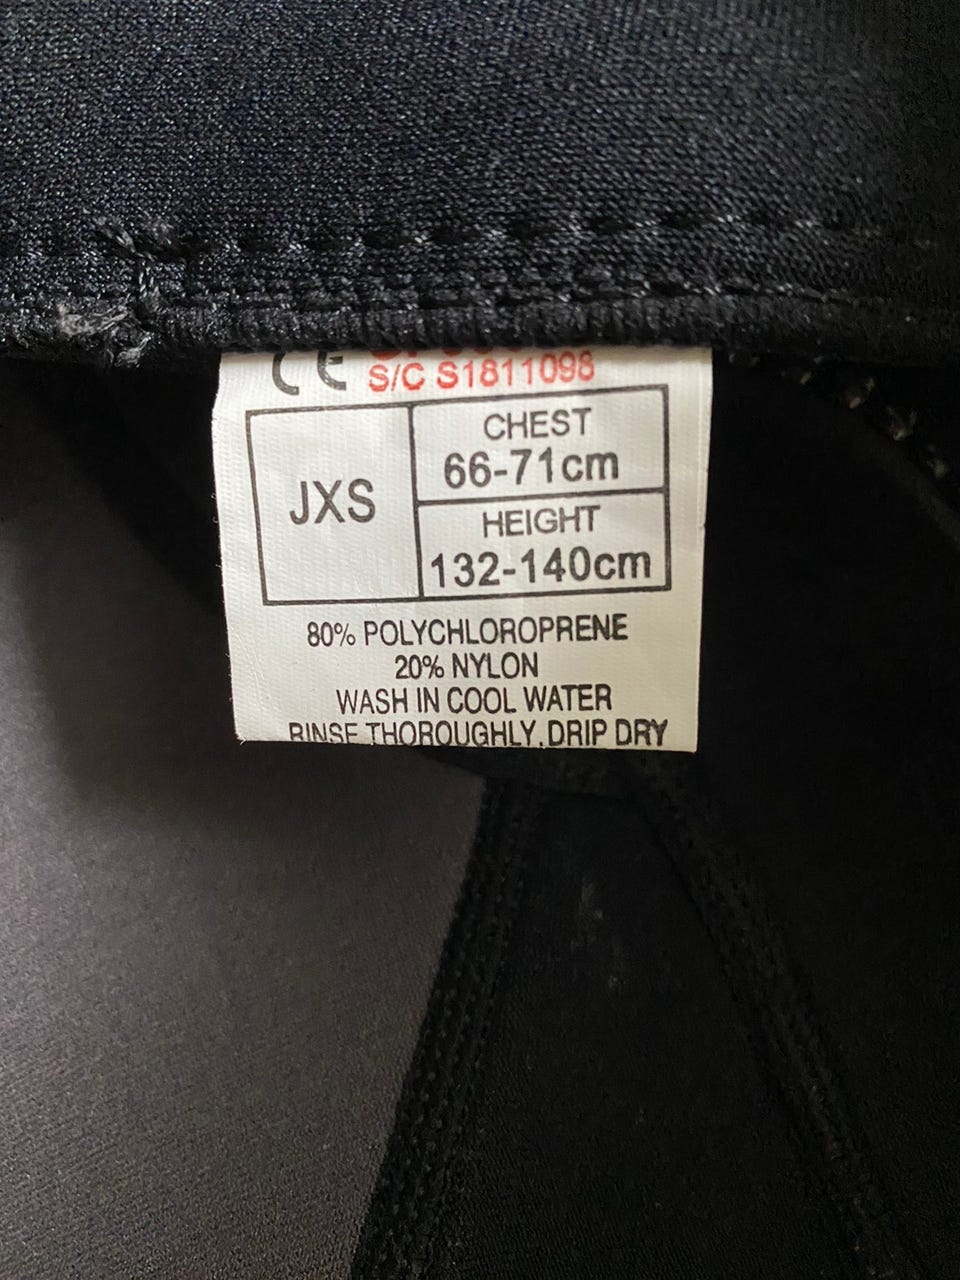 CE
S/C S1811098
JXS
CHEST
66-71cm
HEIGHT
132-140cm
80% POLYCHLOROPRENE
20% NYLON
WASH IN COOL WATER
RINSE THOROUGHLY, DRIP DRY